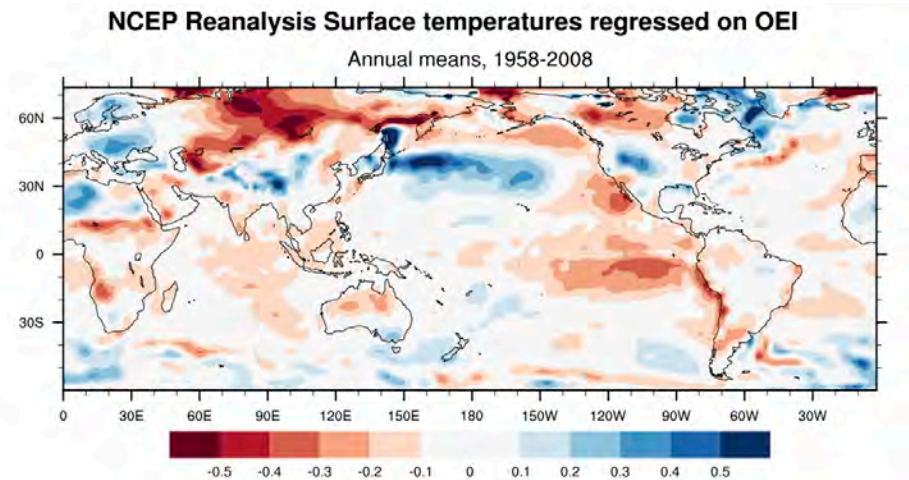 NCEP Reanalysis Surface temperatures regressed on OEI
Annual means, 1958-2008
60N
30N
0
30S
0 30E 60E 90E 120E 150E 180 150W 120W 90W 60W 30W
-0.5 -0.4 -0.3 -0.2 -0.1 0 0.1 0.2 0.3 0.4 0.5